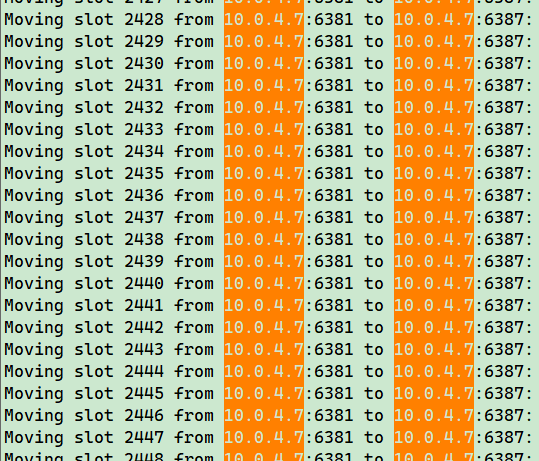 Moving slot 2427 from 10.0.4.7:6381 to 10.0.4.7:6387:
Moving slot 2428 from 10.0.4.7:6381 to 10.0.4.7:6387:
Moving slot 2429 from 10.0.4.7:6381 to 10.0.4.7:6387:
Moving slot 2430 from 10.0.4.7:6381 to 10.0.4.7:6387:
Moving slot 2431 from 10.0.4.7:6381 to 10.0.4.7:6387:
Moving slot 2432 from 10.0.4.7:6381 to 10.0.4.7:6387:
Moving slot 2433 from 10.0.4.7:6381 to 10.0.4.7:6387:
Moving slot 2434 from 10.0.4.7:6381 to 10.0.4.7:6387:
Moving slot 2435 from 10.0.4.7:6381 to 10.0.4.7:6387:
Moving slot 2436 from 10.0.4.7:6381 to 10.0.4.7:6387:
Moving slot 2437 from 10.0.4.7:6381 to 10.0.4.7:6387:
Moving slot 2438 from 10.0.4.7:6381 to 10.0.4.7:6387:
Moving slot 2439 from 10.0.4.7:6381 to 10.0.4.7:6387:
Moving slot 2440 from 10.0.4.7:6381 to 10.0.4.7:6387:
Moving slot 2441 from 10.0.4.7:6381 to 10.0.4.7:6387:
Moving slot 2442 from 10.0.4.7:6381 to 10.0.4.7:6387:
Moving slot 2443 from 10.0.4.7:6381 to 10.0.4.7:6387:
Moving slot 2444 from 10.0.4.7:6381 to 10.0.4.7:6387:
Moving slot 2445 from 10.0.4.7:6381 to 10.0.4.7:6387:
Moving slot 2446 from 10.0.4.7:6381 to 10.0.4.7:6387:
Moving slot 2447 from 10.0.4.7:6381 to 10.0.4.7:6387:
Moving slot 2448 from 10.0.4.7:6381 to 10.0.4.7:6387: